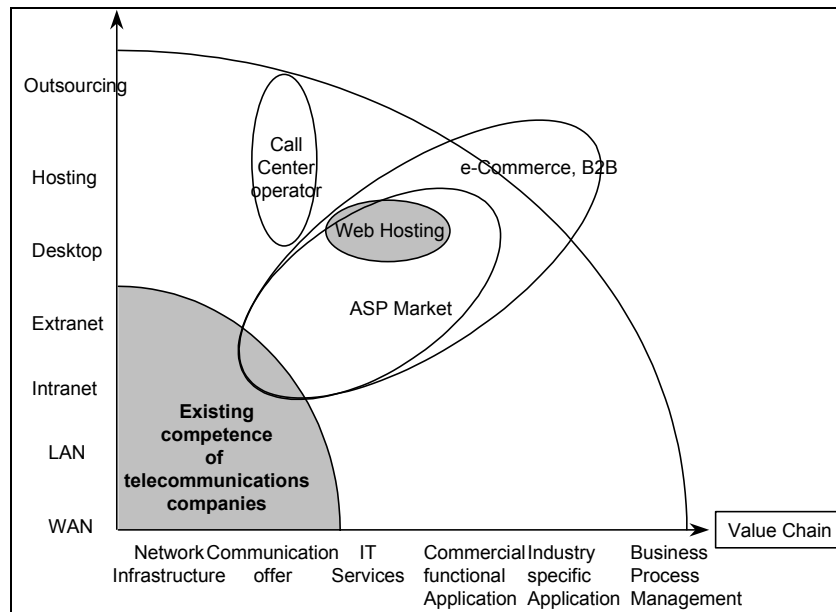 Outsourcing
Call
Center
operator
e-Commerce, B2B
Hosting
Web Hosting
Desktop
ASP Market
Extranet
Intranet
Existing
competence
of
telecommunications
companies
LAN
WAN
Value Chain
Network
Infrastructure
Communication
offer
IT
Services
Commercial
functional
Application
Industry
specific
Application
Business
Process
Management